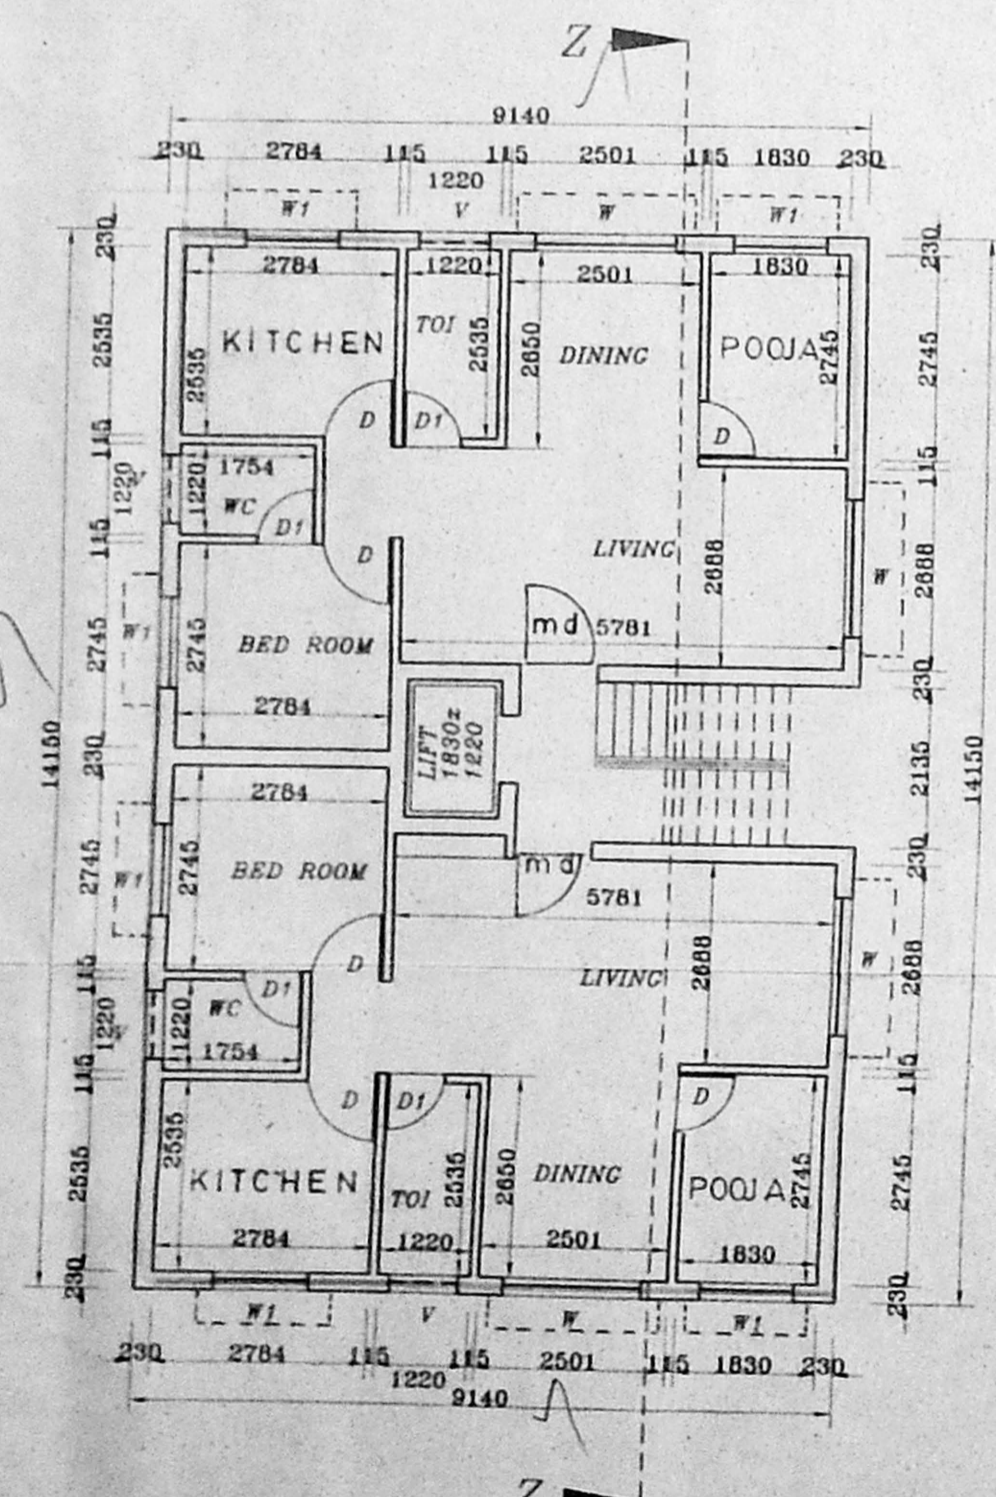 Z
9140
230 2784 115 115 2501 115 1830 230
1220
W1 V W W1
230 230
2784 1220 2501 1830
2535 KITCHEN 2535 TOI 2535 2650 DINING POOJA 2745 2745
D D1 D
115 115
1754
1220 V 1220 WC D1
115 D LIVING 2688 W 2688
2745 W1 2745 BED ROOM md 5781
2784
230
230 LIFT 1830x 1220
14150 2135 14150
2784
230
md
2745 W1 2745 BED ROOM 5781
D LIVING 2688 W 2688
115 D1
1220 V 1220 WC
1754
115 115
D D1 D
2535 2535 KITCHEN TOI 2535 2650 DINING POOJA 2745 2745
2784 1220 2501 1830
230 230
W1 V W W1
230 2784 115 115 2501 115 1830 230
1220
9140
Z